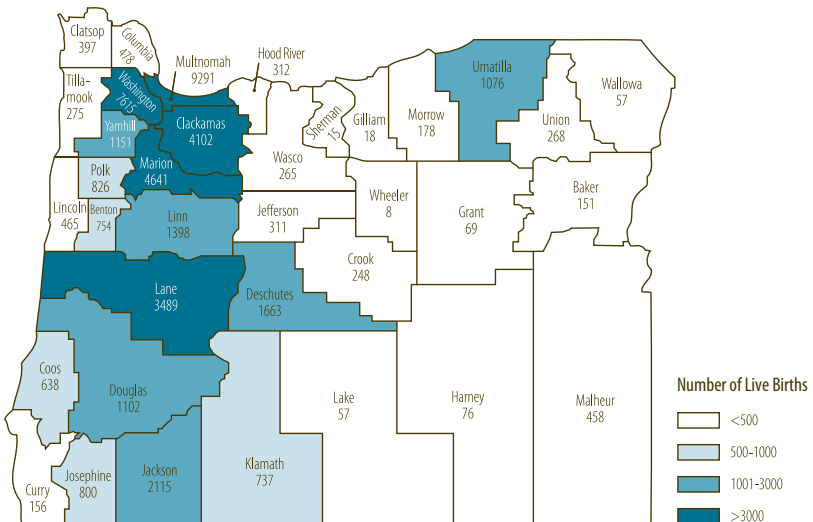 Clatsop
397
Columbia
478
Multnomah
9291
Hood River
312
Umatilla
1076
Wallowa
57
Tilla-
mook
275
Washington
7615
Yamhill
1151
Clackamas
4102
Sherman
15
Gilliam
18
Morrow
178
Union
268
Polk
826
Marion
4641
Wasco
265
Baker
151
Lincoln
465
Benton
754
Linn
1398
Jefferson
311
Wheeler
8
Grant
69
Crook
248
Lane
3489
Deschutes
1663
Coos
638
Douglas
1102
Lake
57
Harney
76
Malheur
458
Josephine
800
Jackson
2115
Klamath
737
Curry
156
Number of Live Births
<500
500-1000
1001-3000
>3000